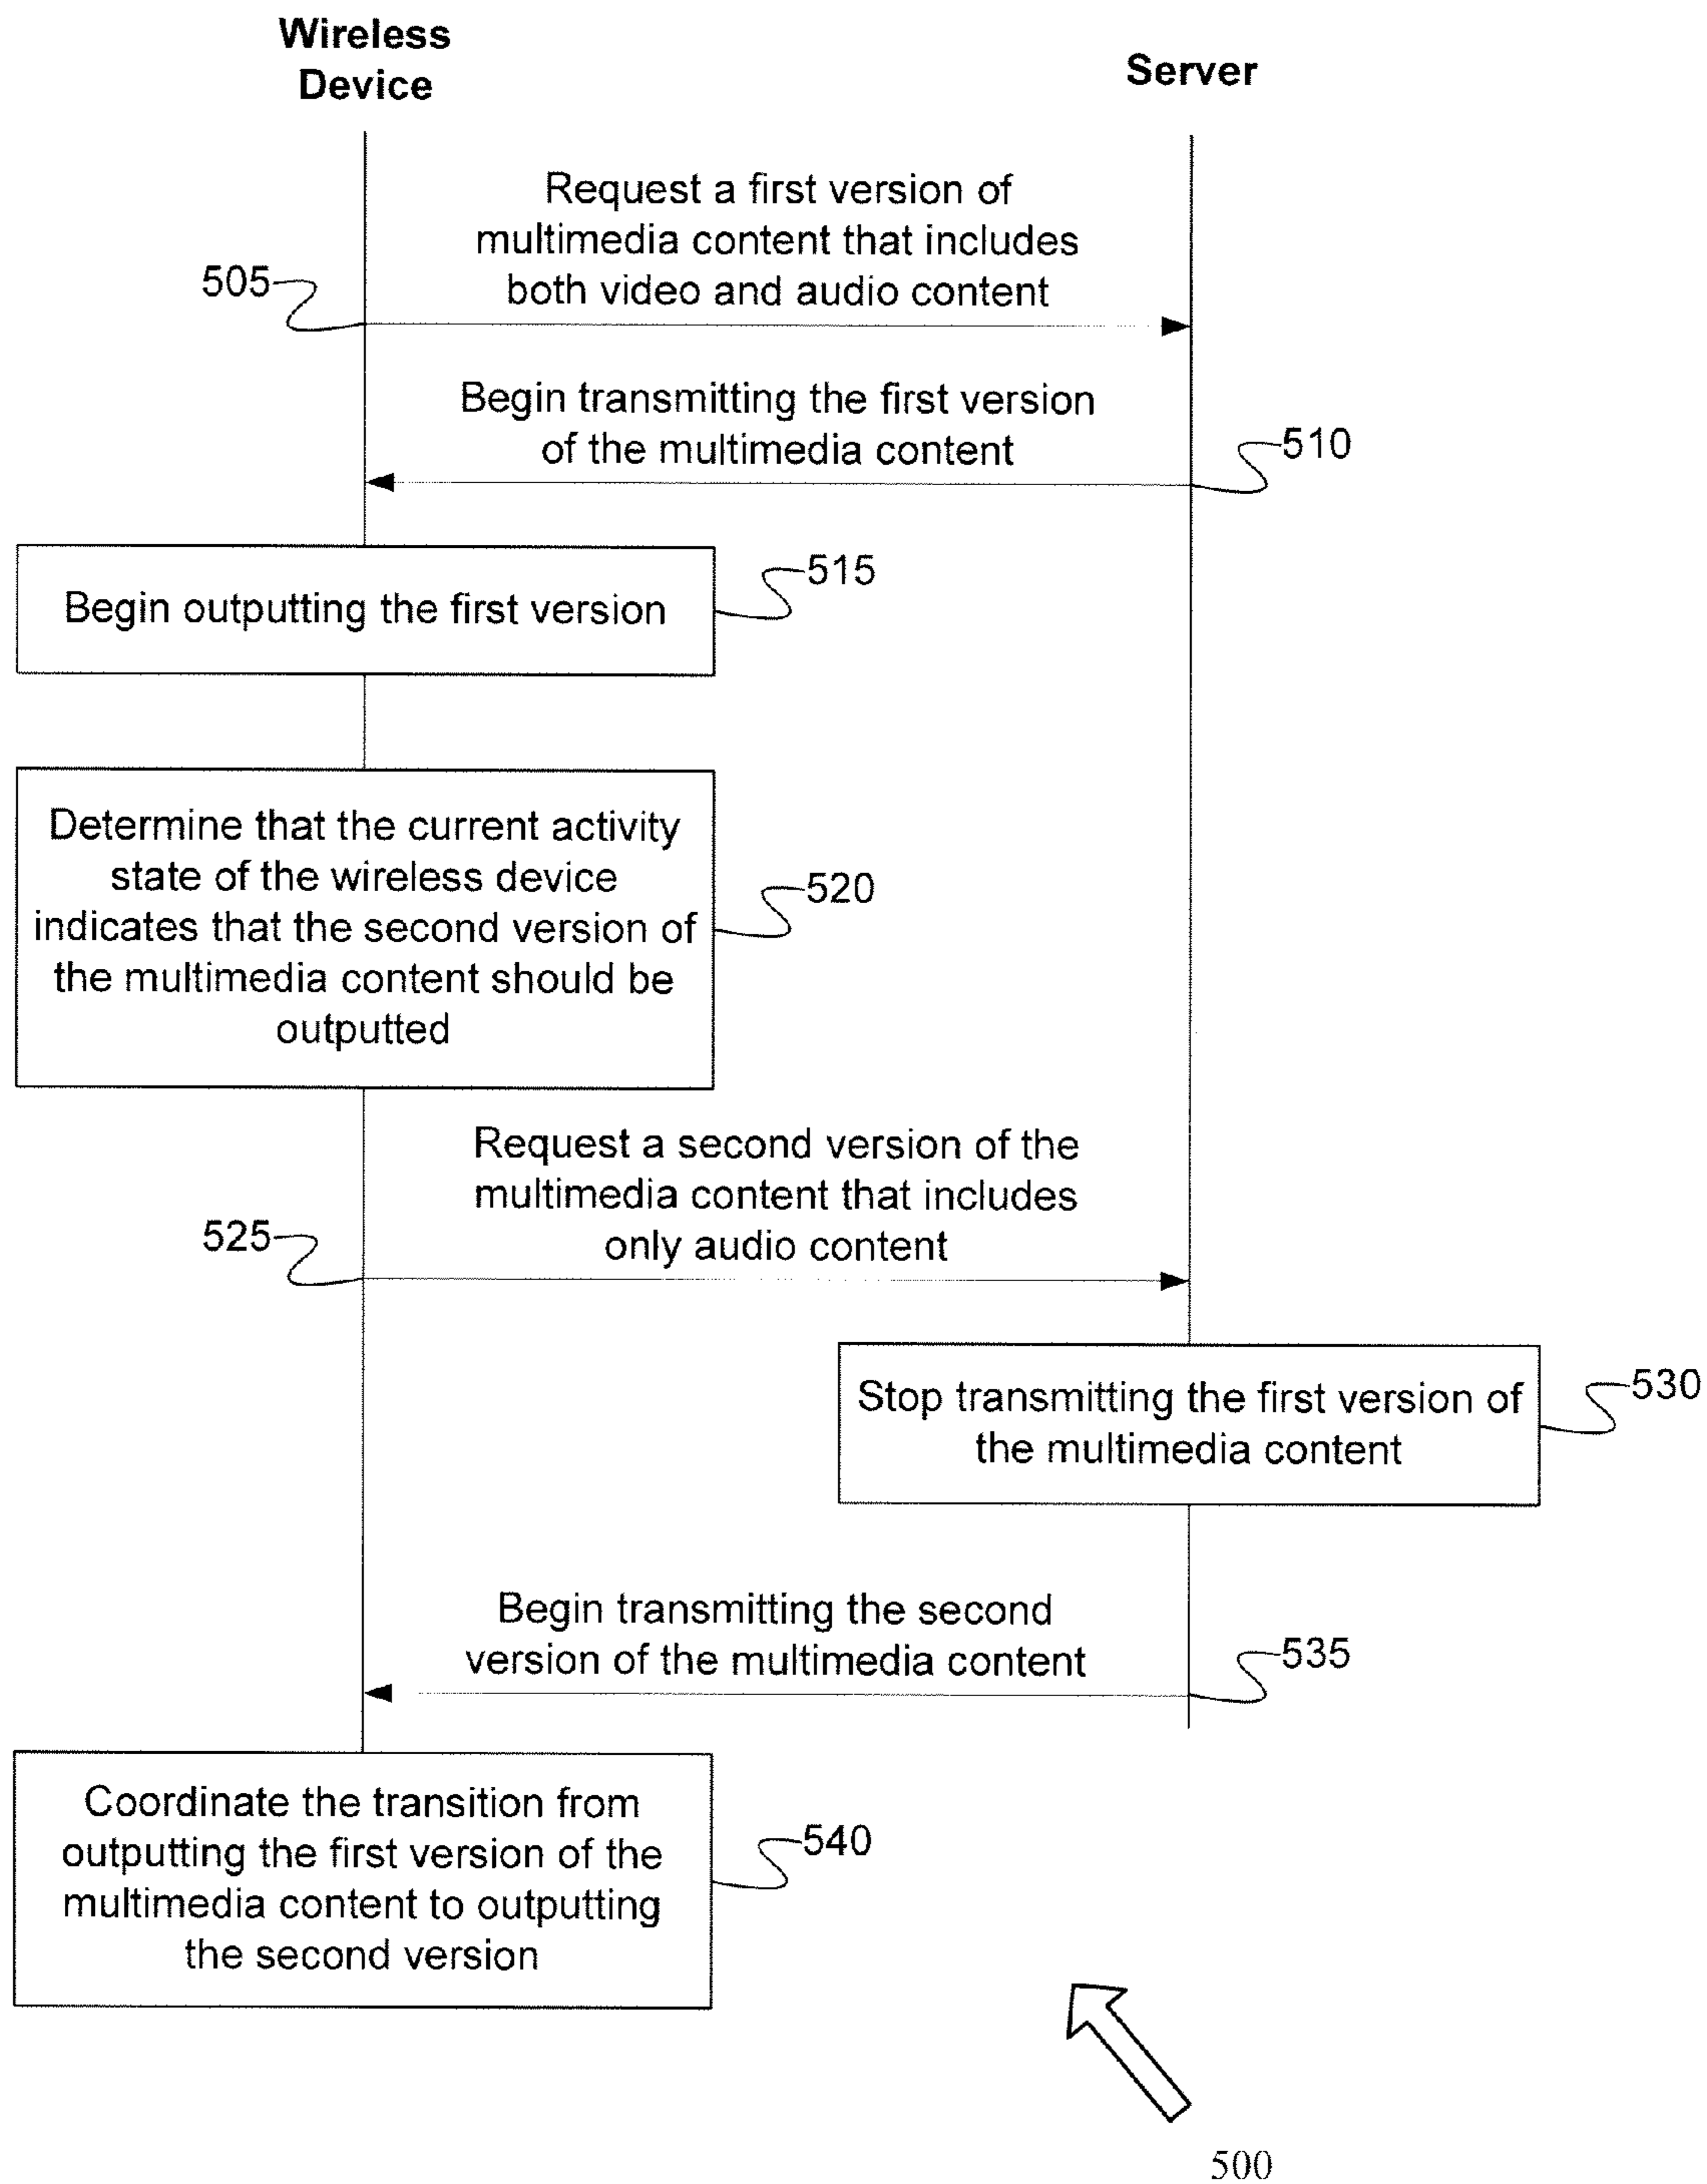 Wireless
Device
Server
Request a first version of
multimedia content that includes
both video and audio content
505
Begin transmitting the first version
of the multimedia content
510
Begin outputting the first version
515
Determine that the current activity
state of the wireless device
indicates that the second version of
the multimedia content should be
outputted
520
Request a second version of the
multimedia content that includes
only audio content
525
Stop transmitting the first version of
the multimedia content
530
Begin transmitting the second
version of the multimedia content
535
Coordinate the transition from
outputting the first version of the
multimedia content to outputting
the second version
540
500